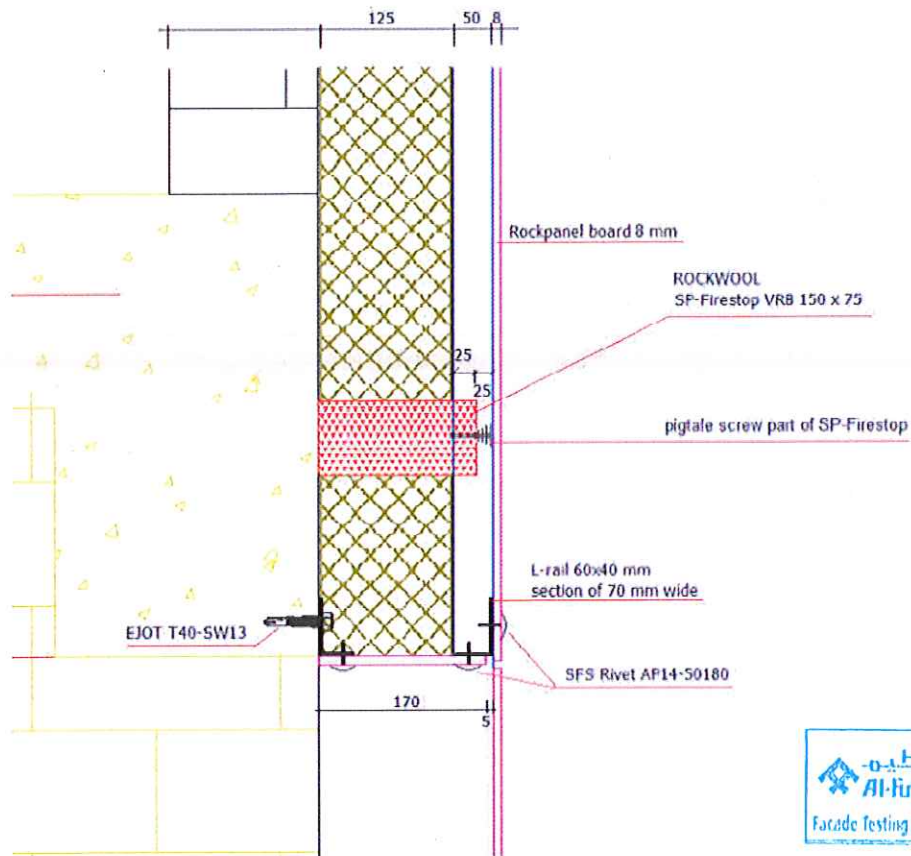 125 50 8
Rockpanel board 8 mm
ROCKWOOL
SP-Firestop VRB 150 x 75
25
25
pigtale screw part of SP-Firestop
L-rail 60x40 mm
section of 70 mm wide
EJOT T40-SW13
SFS Rivet AP14-50180
170
5
Facade Testing